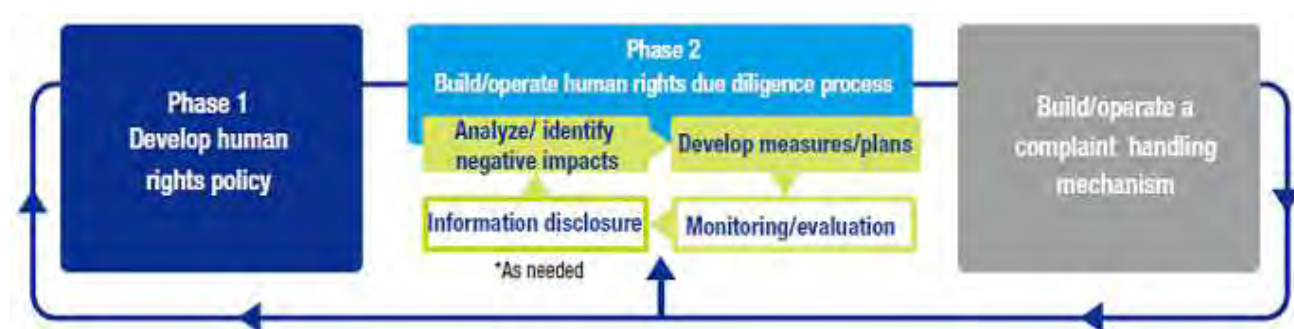 Phase 1
Develop human
rights policy
Phase 2
Build/operate human rights due diligence process
Analyze/ identify
negative impacts
Develop measures/plans
Information disclosure
Monitoring/evaluation
*As needed
Build/operate a
complaint handling
mechanism